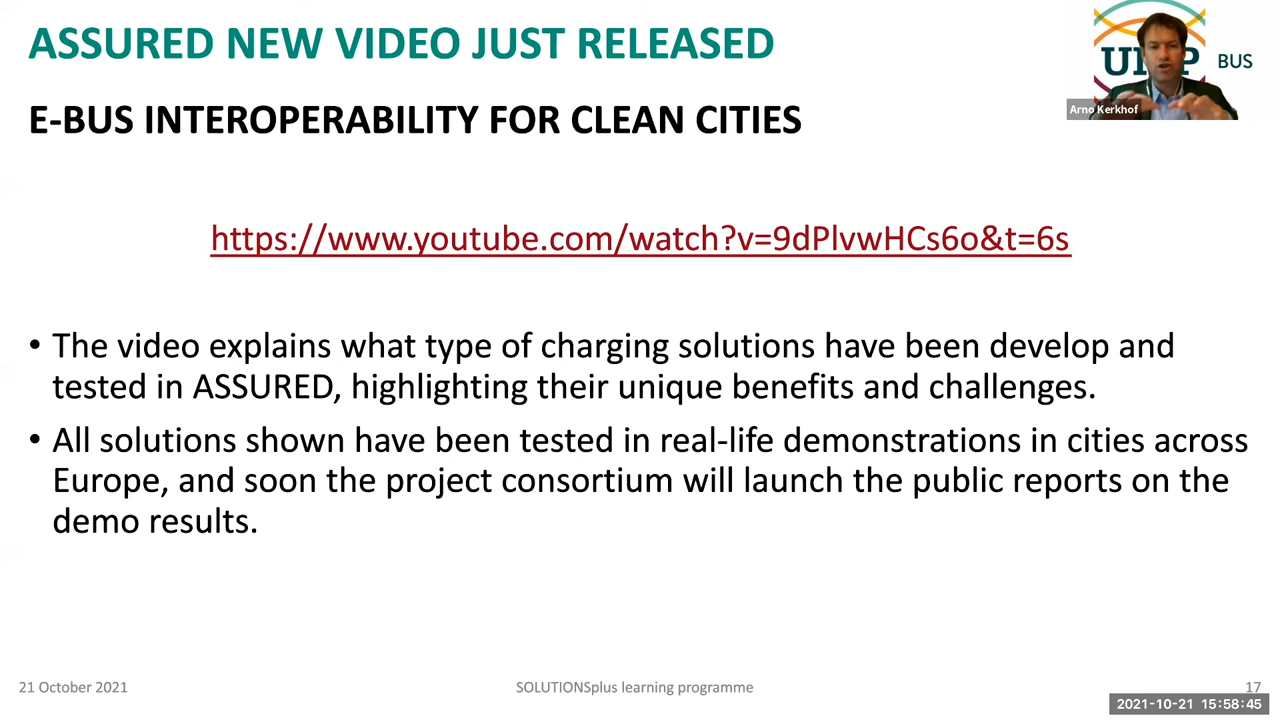 ASSURED NEW VIDEO JUST RELEASED
BUS
Arno Kerkhof
E-BUS INTEROPERABILITY FOR CLEAN CITIES
https://www.youtube.com/watch?v=9dPlvwHCs6o&t=6s
• The video explains what type of charging solutions have been develop and
tested in ASSURED, highlighting their unique benefits and challenges.
• All solutions shown have been tested in real-life demonstrations in cities across
Europe, and soon the project consortium will launch the public reports on the
demo results.
21 October 2021
SOLUTIONSplus learning programme
17
2021-10-21 15:58:45